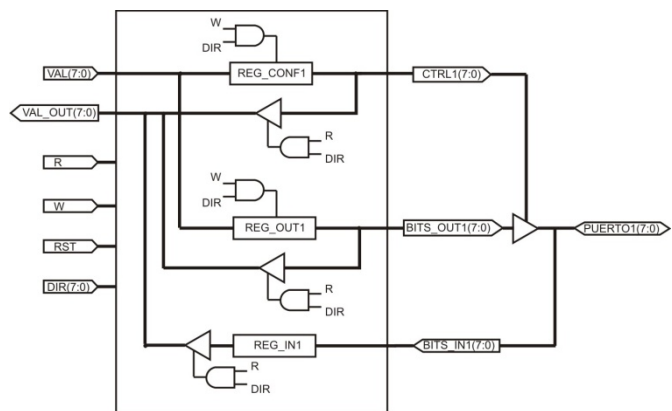 W
DIR
VAL(7:0)
REG_CONF1
CTRL1(7:0)
VAL_OUT(7:0)
R
DIR
R
W
DIR
W
RST
REG_OUT1
BITS_OUT1(7:0)
PUERTO1(7:0)
DIR(7:0)
R
DIR
REG_IN1
BITS_IN1(7:0)
R
DIR